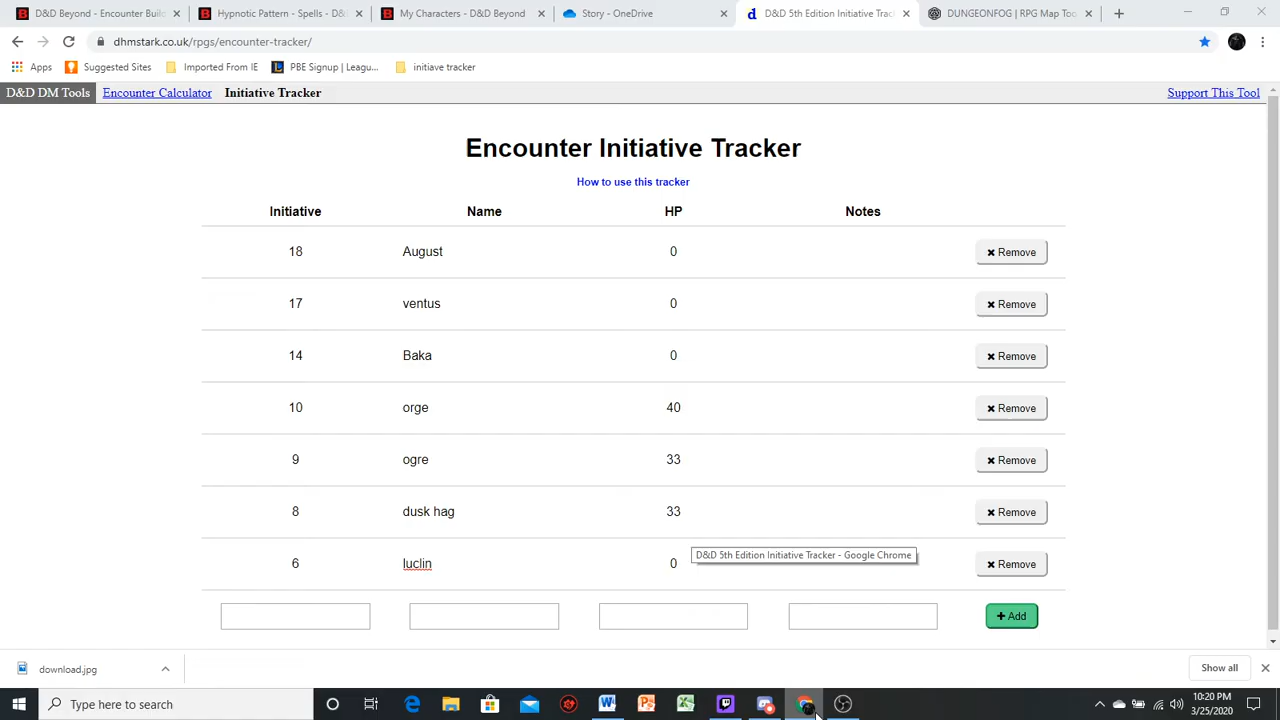 D&D Beyond - Encounter Build
Hypnotic Pattern - Spells - D&D
My Characters - D&D Beyond
Story - OneDrive
D&D 5th Edition Initiative Trac
DUNGEONFOG | RPG Map Too
dhmstark.co.uk/rpgs/encounter-tracker/
Apps Suggested Sites Imported From IE PBE Signup | Leagu... initiave tracker
D&D DM Tools Encounter Calculator Initiative Tracker Support This Tool
Encounter Initiative Tracker
How to use this tracker
Initiative Name HP Notes
18 August 0 Remove
17 ventus 0 Remove
14 Baka 0 Remove
10 orge 40 Remove
9 ogre 33 Remove
8 dusk hag 33 Remove
D&D 5th Edition Initiative Tracker - Google Chrome
6 luclin 0 Remove
+ Add
download.jpg Show all
Type here to search
10:20 PM
3/25/2020